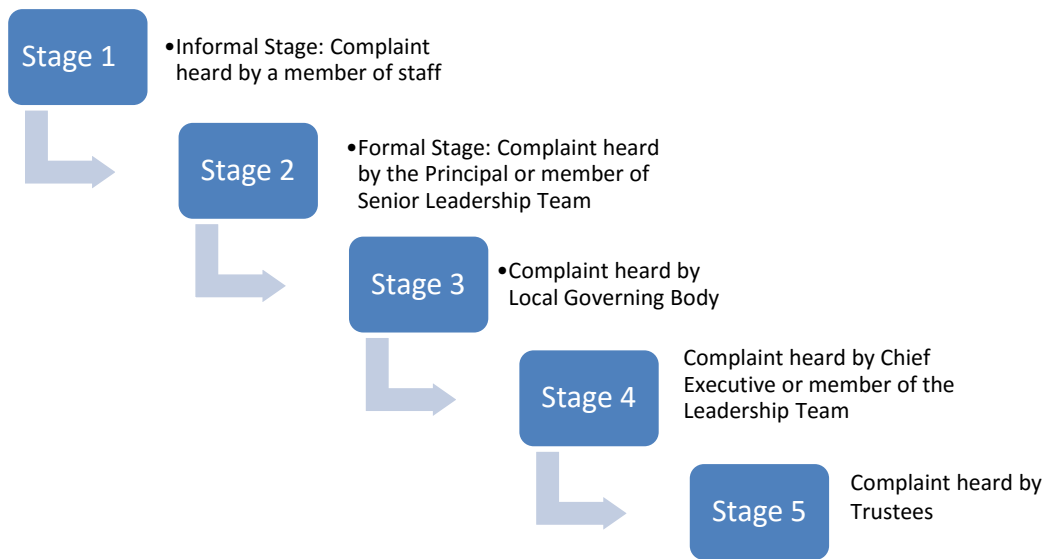 Stage 1
•Informal Stage: Complaint
heard by a member of staff
Stage 2
•Formal Stage: Complaint heard
by the Principal or member of
Senior Leadership Team
Stage 3
•Complaint heard by
Local Governing Body
Stage 4
Complaint heard by Chief
Executive or member of the
Leadership Team
Stage 5
Complaint heard by
Trustees